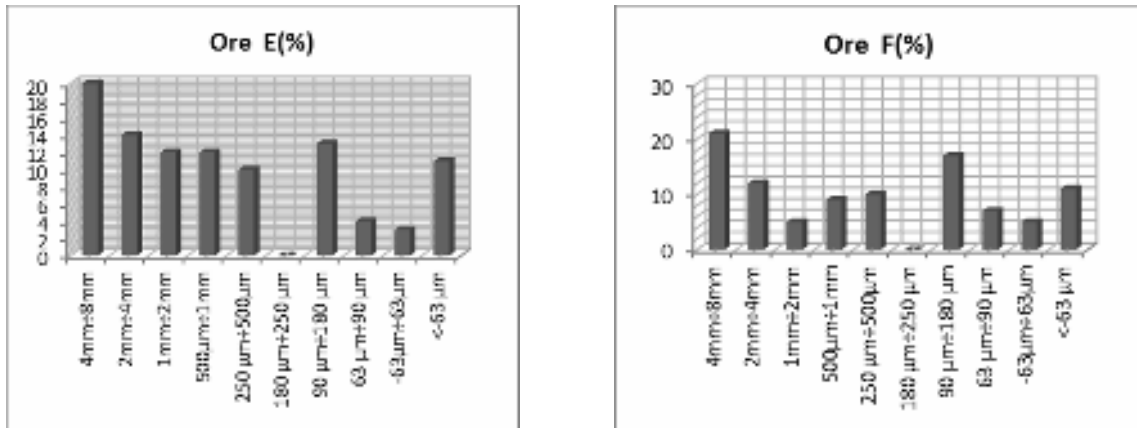 Ore E(%)
20
18
16
14
12
10
8
6
4
2
0
4mm÷8mm
2mm÷4mm
1mm÷2mm
500µm÷1mm
250 µm÷500µm
180 µm÷250 µm
90 µm÷180 µm
63 µm÷90 µm
-63µm÷63µm
<-63 µm
Ore F(%)
30
20
10
0
4mm÷8mm
2mm÷4mm
1mm÷2mm
500µm÷1mm
250 µm÷500µm
180 µm÷250 µm
90 µm÷180 µm
63 µm÷90 µm
-63µm÷63µm
<-63 µm